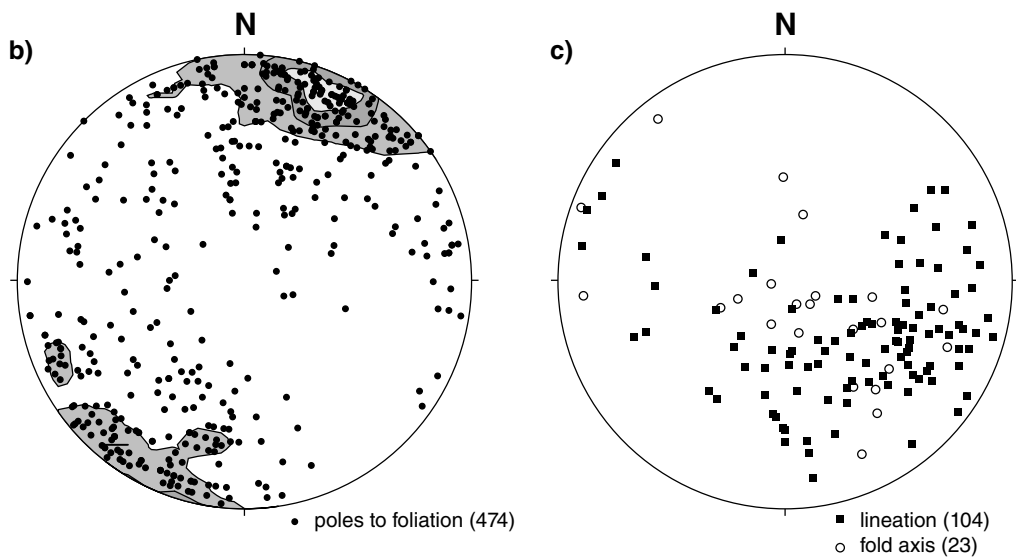 b)
N
poles to foliation (474)
c)
N
lineation (104)
fold axis (23)